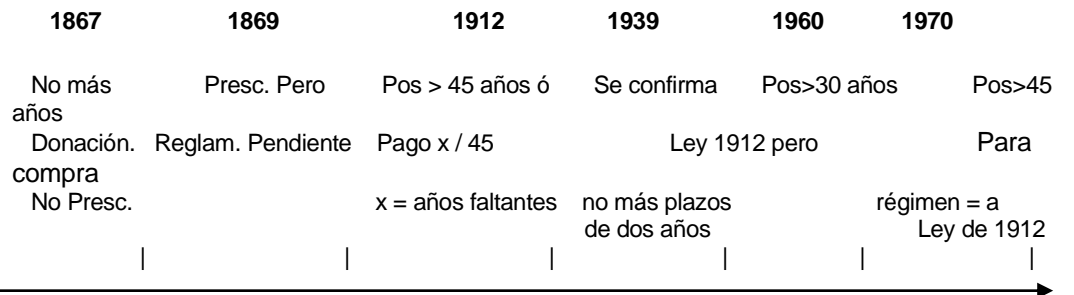 1867 1869 1912 1939 1960 1970
No más Presc. Pero Pos > 45 años ó Se confirma Pos>30 años Pos>45
años
Donación. Reglam. Pendiente Pago x / 45 Ley 1912 pero Para
compra
No Presc. x = años faltantes no más plazos régimen = a
de dos años Ley de 1912